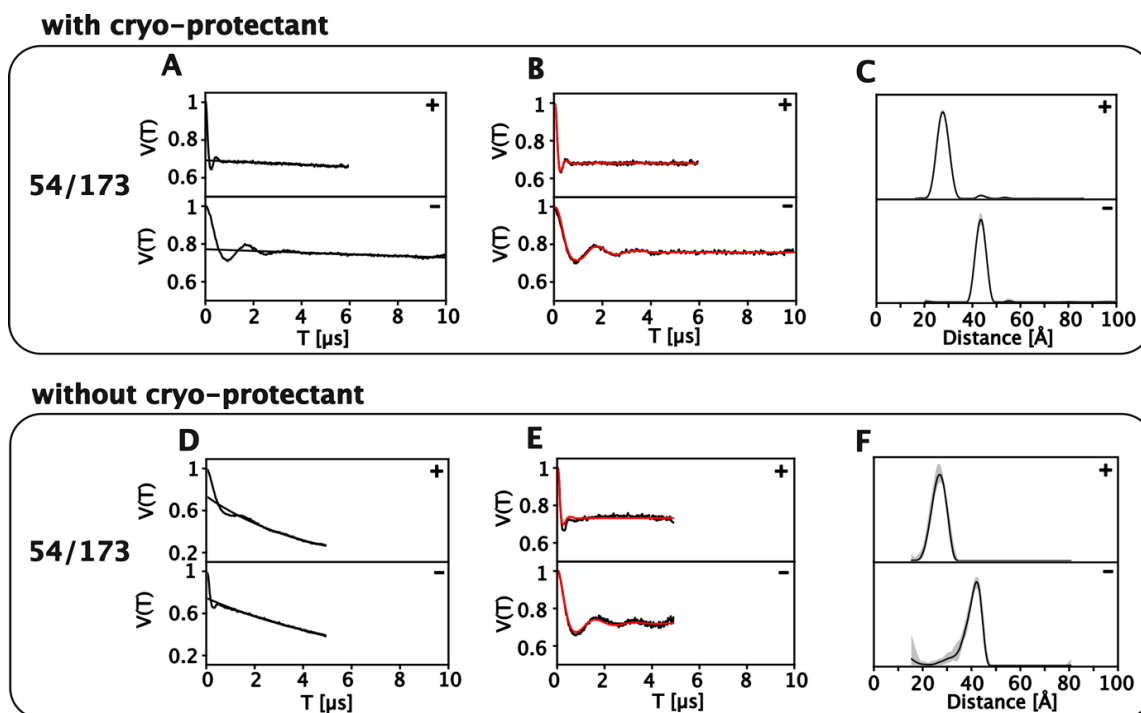 with cryo-protectant
A B C
54/173
+ + +
V(T) 1 0.8 0.6
V(T) 1 0.8 0.6
- - -
V(T) 1 0.8 0.6
V(T) 1 0.8 0.6
0 2 4 6 8 10
T [µs]
0 2 4 6 8 10
T [µs]
0 20 40 60 80 100
Distance [Å]
without cryo-protectant
D E F
54/173
+ + +
V(T) 1 0.6 0.2
V(T) 1 0.8 0.6
- - -
V(T) 1 0.6 0.2
V(T) 1 0.8 0.6
0 2 4 6 8 10
T [µs]
0 2 4 6 8 10
T [µs]
0 20 40 60 80 100
Distance [Å]